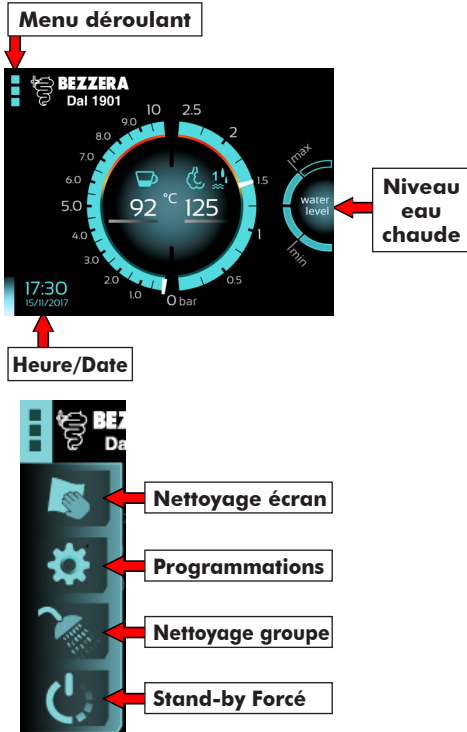 Menu déroulant
BEZZERA
Dal 1901
10
2.5
9.0
2
8.0
max
7.0
6.0
1.5
92
°C
125
5.0
water
level
Niveau
eau
chaude
4.0
1
min
3.0
2.0
0.5
1.0
0 bar
17:30
15/11/2017
Heure/Date
BEZ
Da
Nettoyage écran
Programmations
Nettoyage groupe
Stand-by Forcé